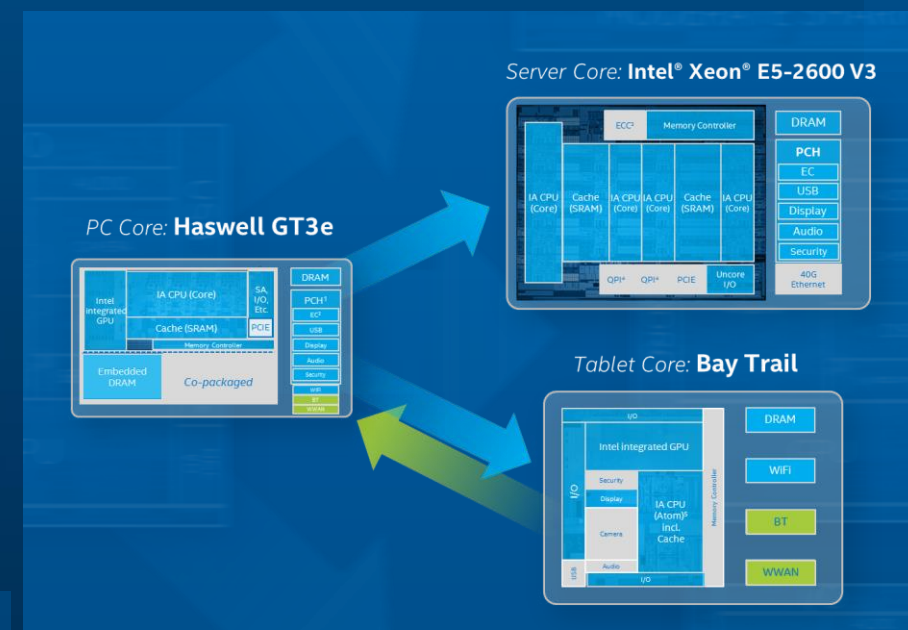 Server Core: Intel® Xeon® E5-2600 V3
ECC²
Memory Controller
IA CPU
(Core)
Cache
(SRAM)
IA CPU
(Core)
IA CPU
(Core)
Cache
(SRAM)
IA CPU
(Core)
QPI⁴
QPI⁴
PCIE
Uncore
I/O
DRAM
PCH
EC
USB
Display
Audio
Security
40G
Ethernet
PC Core: Haswell GT3e
Intel
integrated
GPU
IA CPU (Core)
SA,
I/O,
Etc.
Cache (SRAM)
PCIE
Memory Controller
Embedded
DRAM
Co-packaged
DRAM
PCH¹
EC²
USB
Display
Audio
Security
WiFi
BT
WWAN
Tablet Core: Bay Trail
I/O
Intel integrated GPU
I/O
Security
Display
Camera
Audio
IA CPU
(Atom)⁵
incl.
Cache
Memory Controller
USB
I/O
DRAM
WiFi
BT
WWAN